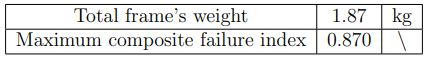 Total frame's weight 1.87 kg
Maximum composite failure index 0.870 \